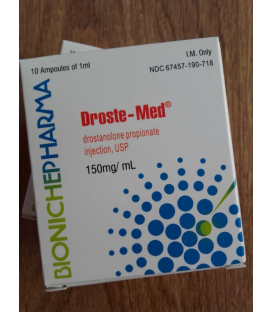 I.M. Only
10 Ampoules of 1ml
NDC 67457-190-718
Droste-Med®
drostanolone propionate
injection, USP
150mg/ mL
BIONICHEPHARMA